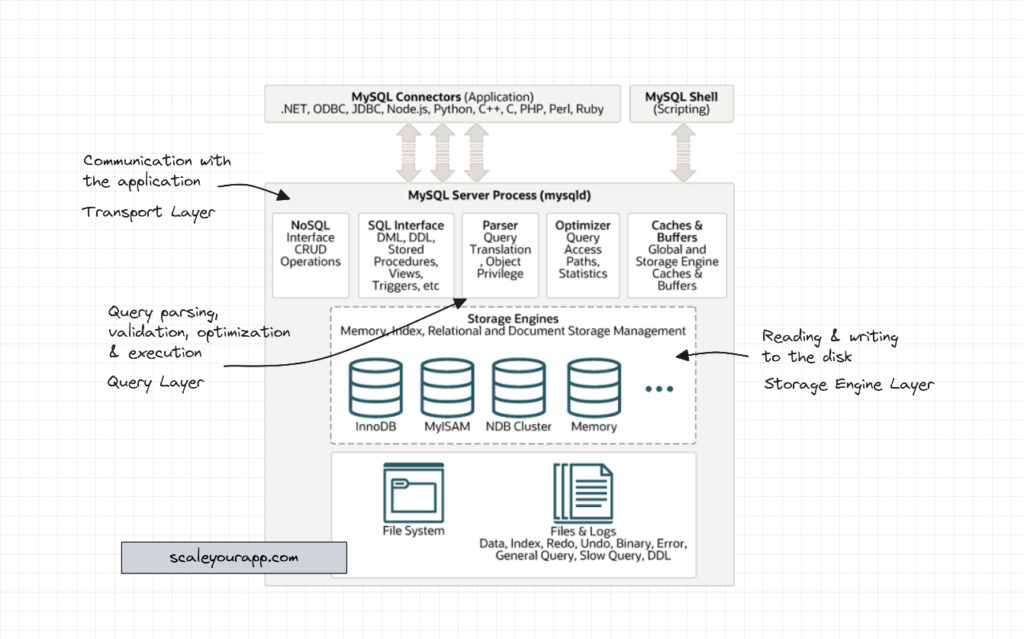 MySQL Connectors (Application)
.NET, ODBC, JDBC, Node.js, Python, C++, C, PHP, Perl, Ruby
MySQL Shell
(Scripting)
Communication with
the application
Transport Layer
MySQL Server Process (mysqld)
NoSQL
Interface
CRUD
Operations
SQL Interface
DML, DDL,
Stored
Procedures,
Views,
Triggers, etc
Parser
Query
Translation
, Object
Privilege
Optimizer
Query
Access
Paths,
Statistics
Caches &
Buffers
Global and
Storage Engine
Caches &
Buffers
Query parsing,
validation, optimization
& execution
Query Layer
Storage Engines
Memory, Index, Relational and Document Storage Management
InnoDB
MyISAM
NDB Cluster
Memory
Reading & writing
to the disk
Storage Engine Layer
File System
Files & Logs
Data, Index, Redo, Undo, Binary, Error,
General Query, Slow Query, DDL
scaleyourapp.com